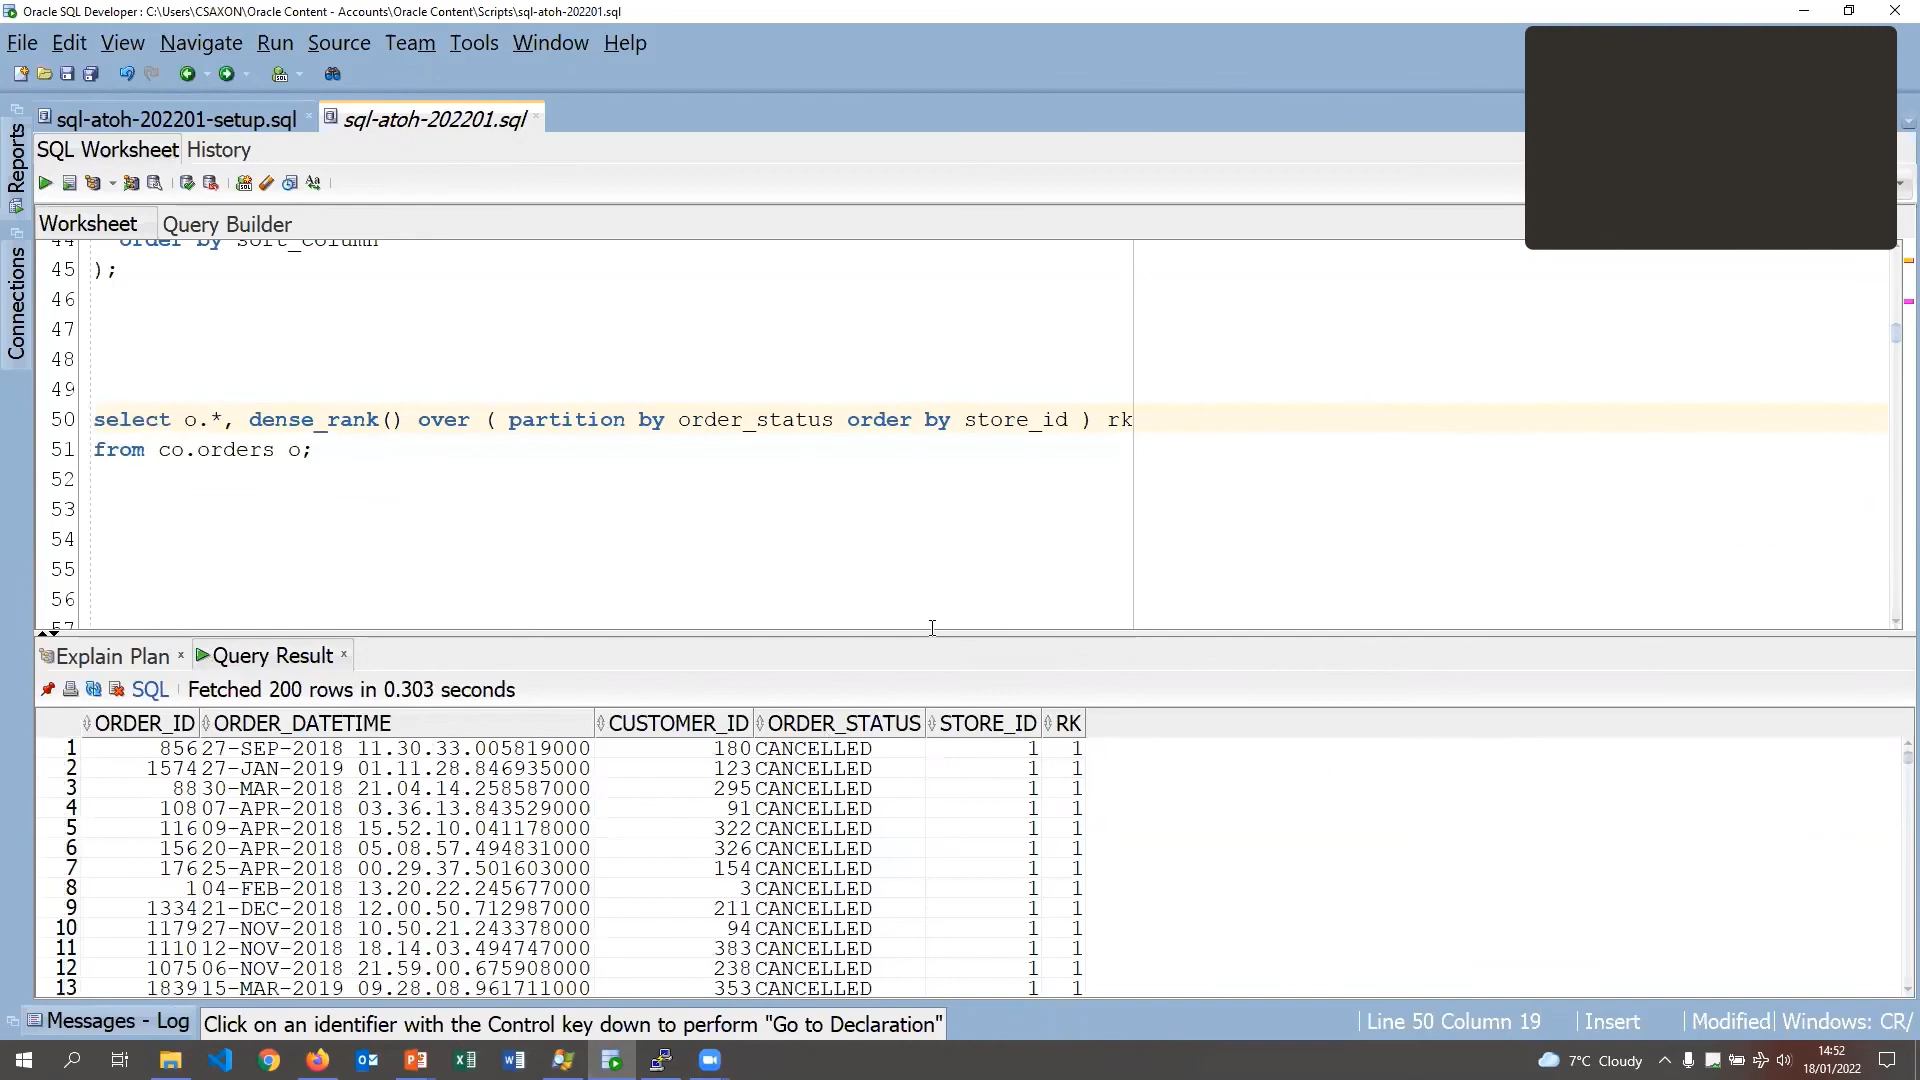 Oracle SQL Developer : C:\Users\CSAXON\Oracle Content - Accounts\Oracle Content\Scripts\sql-atoh-202201.sql
File Edit View Navigate Run Source Team Tools Window Help
sql-atoh-202201-setup.sql sql-atoh-202201.sql
SQL Worksheet History
Worksheet Query Builder
Reports
Connections
44 order by sort_column
45 );
46
47
48
49
50 select o.*, dense_rank() over ( partition by order_status order by store_id ) rk
51 from co.orders o;
52
53
54
55
56
57
Explain Plan Query Result
SQL Fetched 200 rows in 0.303 seconds
ORDER_ID ORDER_DATETIME CUSTOMER_ID ORDER_STATUS STORE_ID RK
1 856 27-SEP-2018 11.30.33.005819000 180 CANCELLED 1 1
2 1574 27-JAN-2019 01.11.28.846935000 123 CANCELLED 1 1
3 88 30-MAR-2018 21.04.14.258587000 295 CANCELLED 1 1
4 108 07-APR-2018 03.36.13.843529000 91 CANCELLED 1 1
5 116 09-APR-2018 15.52.10.041178000 322 CANCELLED 1 1
6 156 20-APR-2018 05.08.57.494831000 326 CANCELLED 1 1
7 176 25-APR-2018 00.29.37.501603000 154 CANCELLED 1 1
8 1 04-FEB-2018 13.20.22.245677000 3 CANCELLED 1 1
9 1334 21-DEC-2018 12.00.50.712987000 211 CANCELLED 1 1
10 1179 27-NOV-2018 10.50.21.243378000 94 CANCELLED 1 1
11 1110 12-NOV-2018 18.14.03.494747000 383 CANCELLED 1 1
12 1075 06-NOV-2018 21.59.00.675908000 238 CANCELLED 1 1
13 1839 15-MAR-2019 09.28.08.961711000 353 CANCELLED 1 1
Messages - Log Click on an identifier with the Control key down to perform "Go to Declaration" Line 50 Column 19 Insert Modified Windows: CR/
7°C Cloudy 14:52
18/01/2022